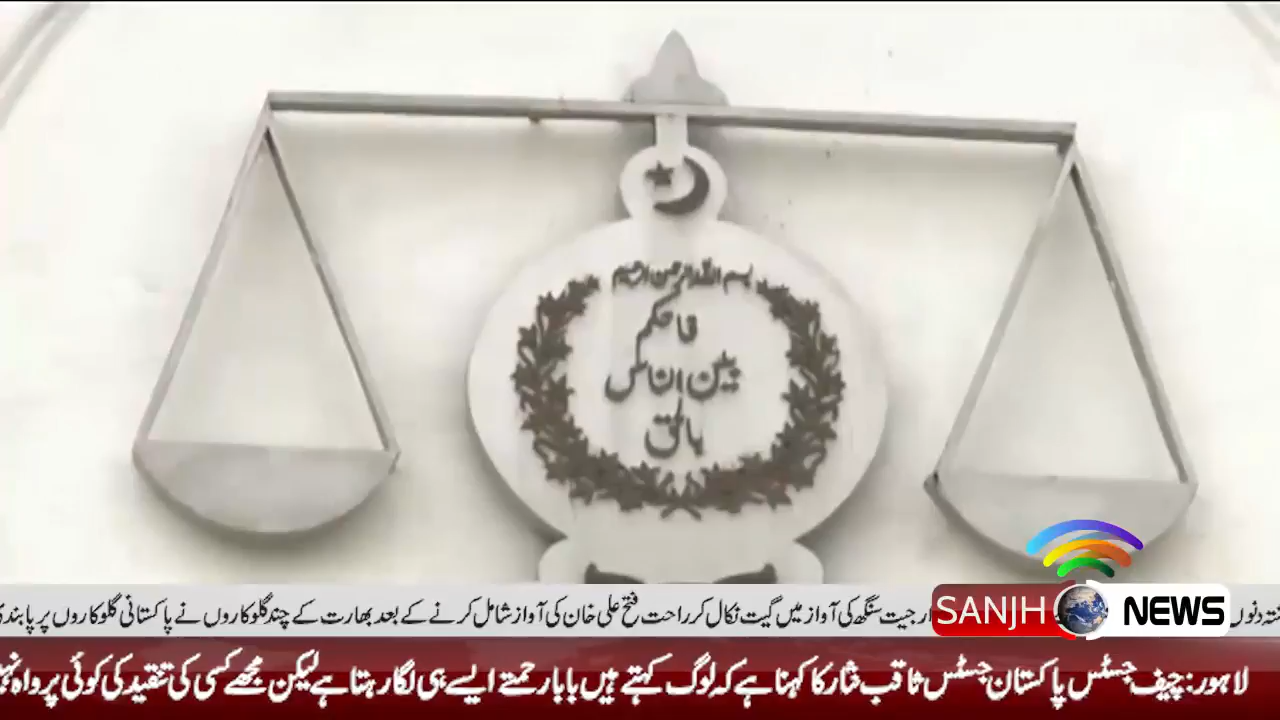 بسم اللہ الرحمن الرحیم
فاحکم
بین الناس
بالحق
ارجیت سنگھ کی آواز میں گیت نکال کر راحت فتح علی خان کی آواز شامل کرنے کے بعد بھارت کے چند گلوکاروں نے پاکستانی گلوکاروں پر پابندی
SANJH NEWS
لاہور: چیف جسٹس پاکستان جسٹس ثاقب نثار کا کہنا ہے کہ لوگ کہتے ہیں بابا رحمتے ایسے ہی لگا رہتا ہے لیکن مجھے کسی کی تنقید کی کوئی پرواہ